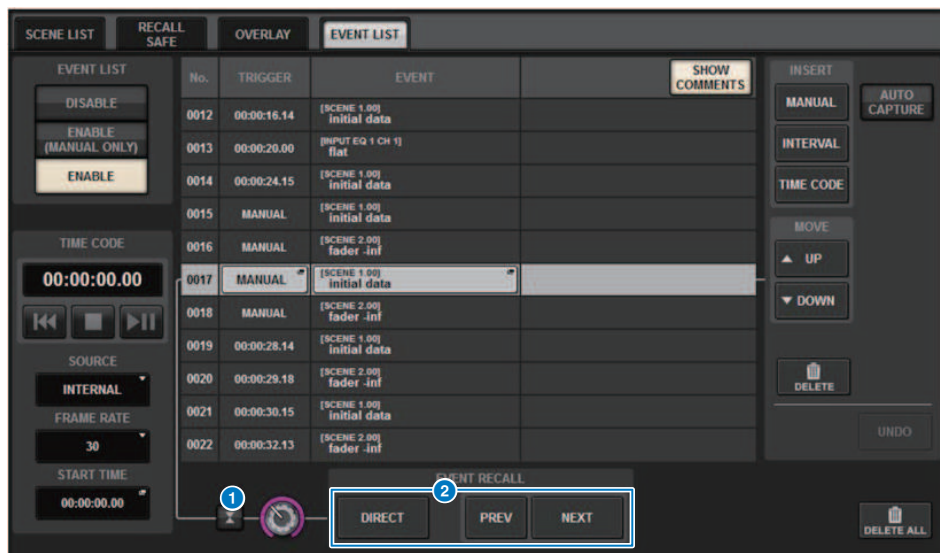 SCENE LIST
RECALL
SAFE
OVERLAY
EVENT LIST
EVENT LIST
DISABLE
ENABLE
(MANUAL ONLY)
ENABLE
TIME CODE
00:00:00.00
SOURCE
INTERNAL
FRAME RATE
30
START TIME
00:00:00.00
No. TRIGGER EVENT
SHOW
COMMENTS
0012 00:00:16.14 [SCENE 1.00]
initial data
0013 00:00:20.00 [INPUT EQ 1 CH 1]
flat
0014 00:00:24.15 [SCENE 1.00]
initial data
0015 MANUAL [SCENE 1.00]
initial data
0016 MANUAL [SCENE 2.00]
fader -inf
0017 MANUAL [SCENE 1.00]
initial data
0018 MANUAL [SCENE 2.00]
fader -inf
0019 00:00:28.14 [SCENE 1.00]
initial data
0020 00:00:29.18 [SCENE 2.00]
fader -inf
0021 00:00:30.15 [SCENE 1.00]
initial data
0022 00:00:32.13 [SCENE 2.00]
fader -inf
INSERT
MANUAL
INTERVAL
TIME CODE
AUTO
CAPTURE
MOVE
UP
DOWN
DELETE
UNDO
EVENT RECALL
1
2
DIRECT
PREV
NEXT
DELETE ALL